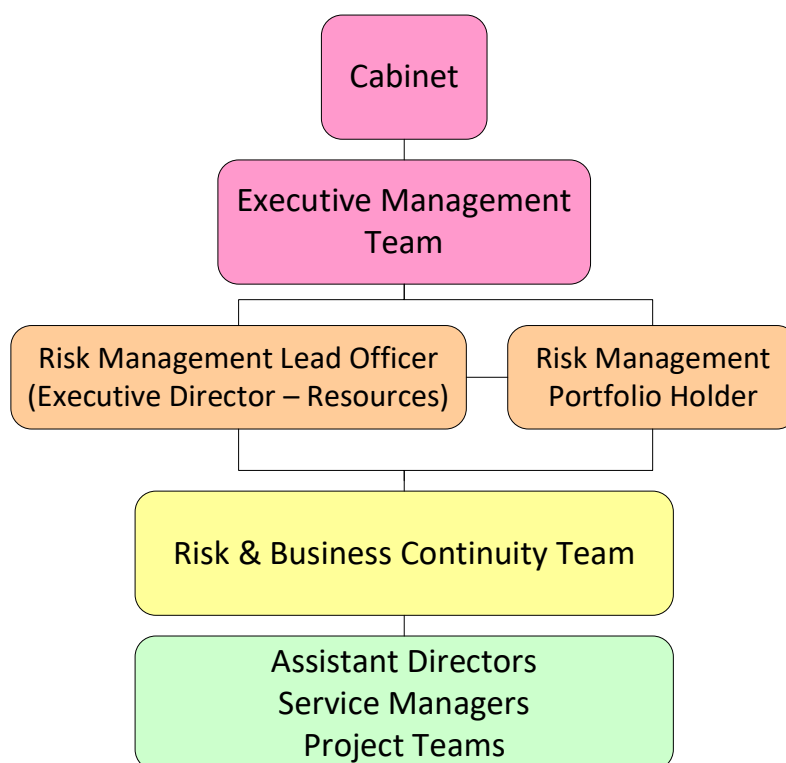 Cabinet
Executive Management
Team
Risk Management Lead Officer
(Executive Director – Resources)
Risk Management
Portfolio Holder
Risk & Business Continuity Team
Assistant Directors
Service Managers
Project Teams